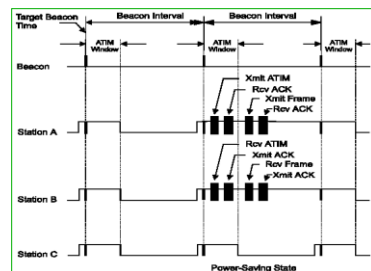 Target Beacon
Time
Beacon Interval
Beacon Interval
ATIM
Window
ATIM
Window
ATIM
Window
Beacon
Xmit ATIM
Rcv ACK
Xmit Frame
Rcv ACK
Station A
Rcv ATIM
Xmit ACK
Rcv Frame
Xmit ACK
Station B
Station C
Power-Saving State